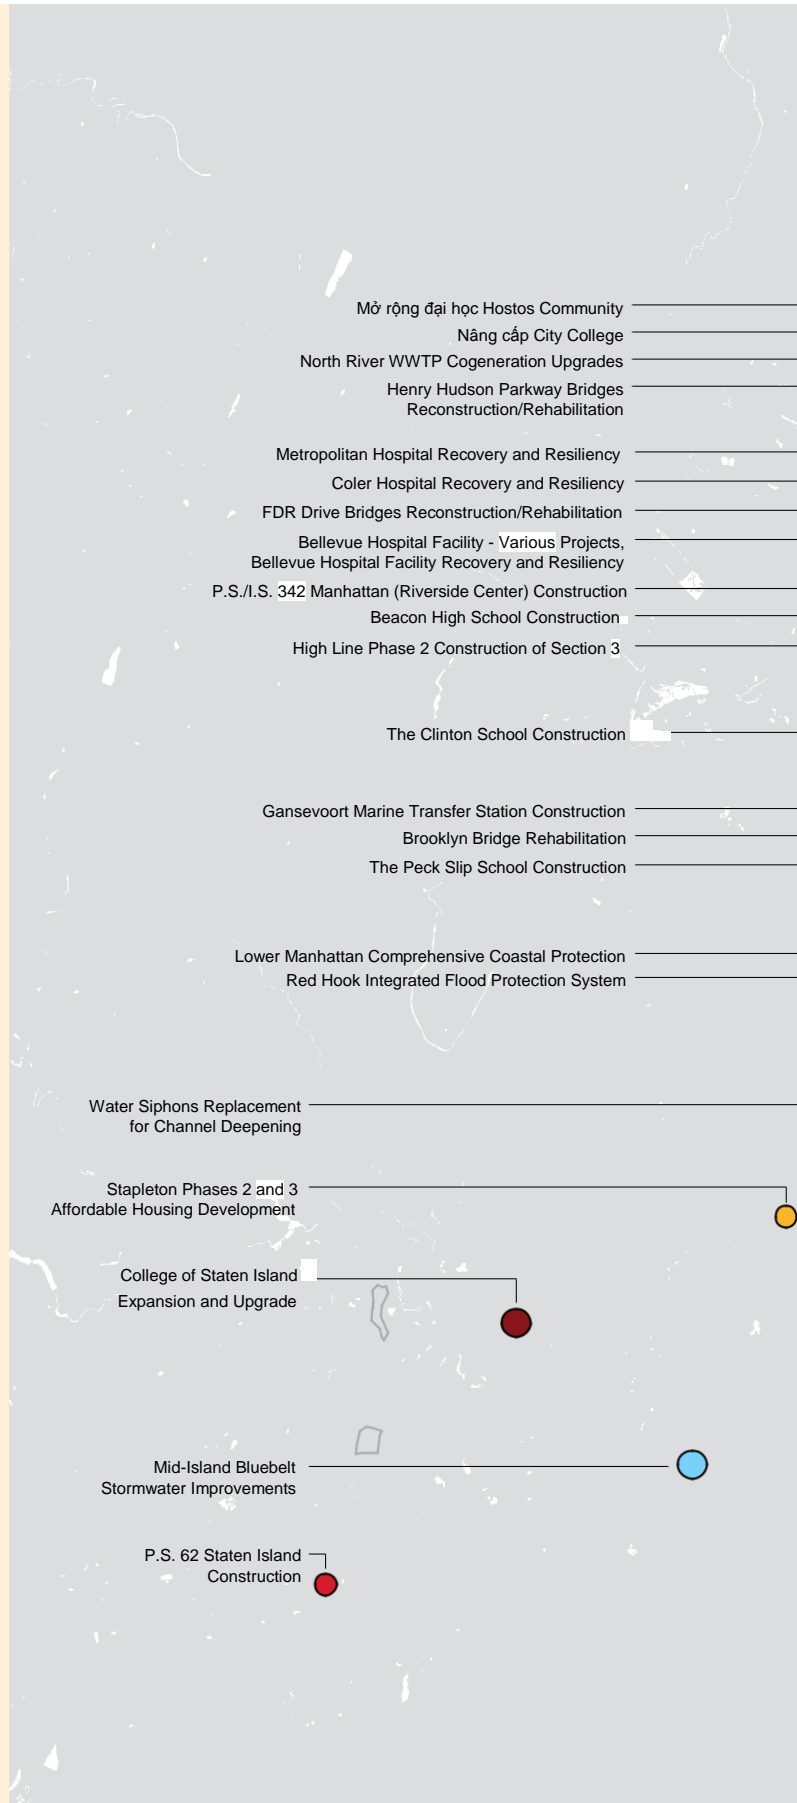 Mở rộng đại học Hostos Community
Nâng cấp City College
North River WWTP Cogeneration Upgrades
Henry Hudson Parkway Bridges
Reconstruction/Rehabilitation
Metropolitan Hospital Recovery and Resiliency
Coler Hospital Recovery and Resiliency
FDR Drive Bridges Reconstruction/Rehabilitation
Bellevue Hospital Facility - Various Projects,
Bellevue Hospital Facility Recovery and Resiliency
P.S./I.S. 342 Manhattan (Riverside Center) Construction
Beacon High School Construction
High Line Phase 2 Construction of Section 3
The Clinton School Construction
Gansevoort Marine Transfer Station Construction
Brooklyn Bridge Rehabilitation
The Peck Slip School Construction
Lower Manhattan Comprehensive Coastal Protection
Red Hook Integrated Flood Protection System
Water Siphons Replacement
for Channel Deepening
Stapleton Phases 2 and 3
Affordable Housing Development
College of Staten Island
Expansion and Upgrade
Mid-Island Bluebelt
Stormwater Improvements
P.S. 62 Staten Island
Construction